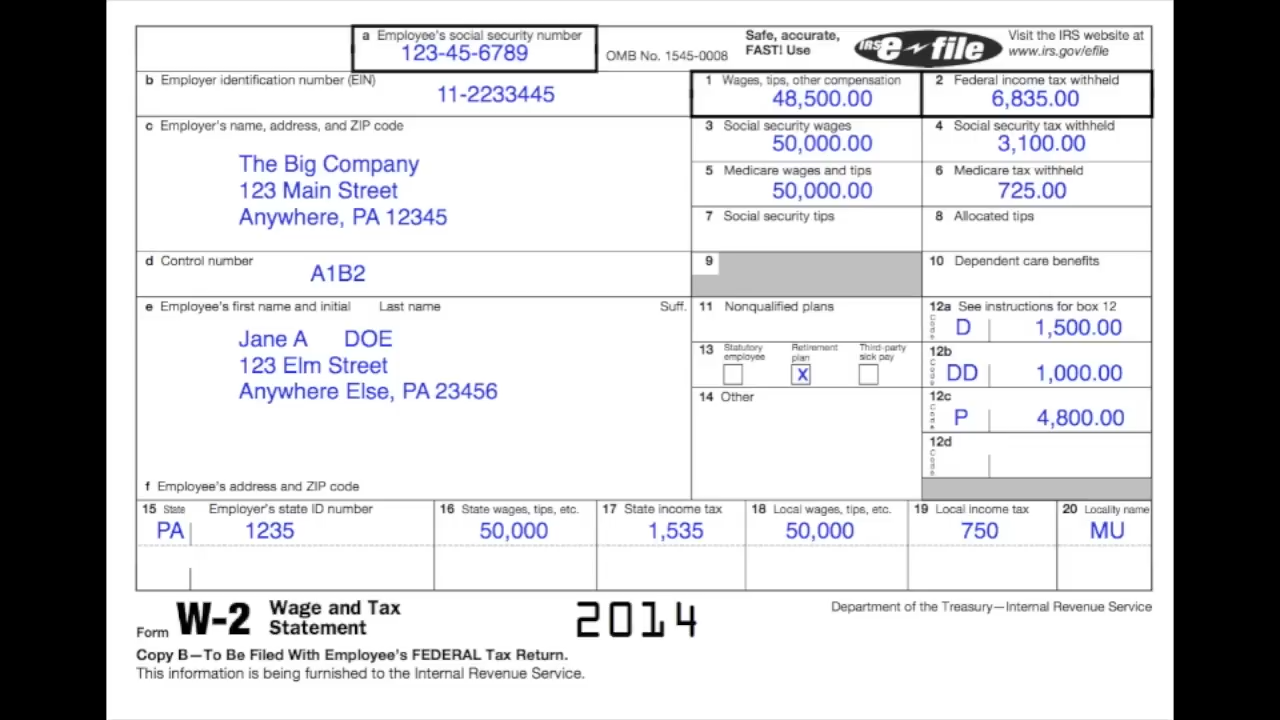 a Employee's social security number
123-45-6789
OMB No. 1545-0008
Safe, accurate,
FAST! Use
IRS e-file
Visit the IRS website at
www.irs.gov/efile
b Employer identification number (EIN)
11-2233445
1 Wages, tips, other compensation
48,500.00
2 Federal income tax withheld
6,835.00
c Employer's name, address, and ZIP code
The Big Company
123 Main Street
Anywhere, PA 12345
3 Social security wages
50,000.00
4 Social security tax withheld
3,100.00
5 Medicare wages and tips
50,000.00
6 Medicare tax withheld
725.00
7 Social security tips
8 Allocated tips
d Control number
A1B2
9
10 Dependent care benefits
e Employee's first name and initial Last name Suff.
Jane A DOE
123 Elm Street
Anywhere Else, PA 23456
f Employee's address and ZIP code
11 Nonqualified plans
12a See instructions for box 12
Code D 1,500.00
13 Statutory employee Retirement plan Third-party sick pay
X
12b
Code DD 1,000.00
14 Other
12c
Code P 4,800.00
12d
Code
15 State Employer's state ID number
PA 1235
16 State wages, tips, etc.
50,000
17 State income tax
1,535
18 Local wages, tips, etc.
50,000
19 Local income tax
750
20 Locality name
MU
Form W-2 Wage and Tax
Statement
2014
Department of the Treasury—Internal Revenue Service
Copy B—To Be Filed With Employee's FEDERAL Tax Return.
This information is being furnished to the Internal Revenue Service.